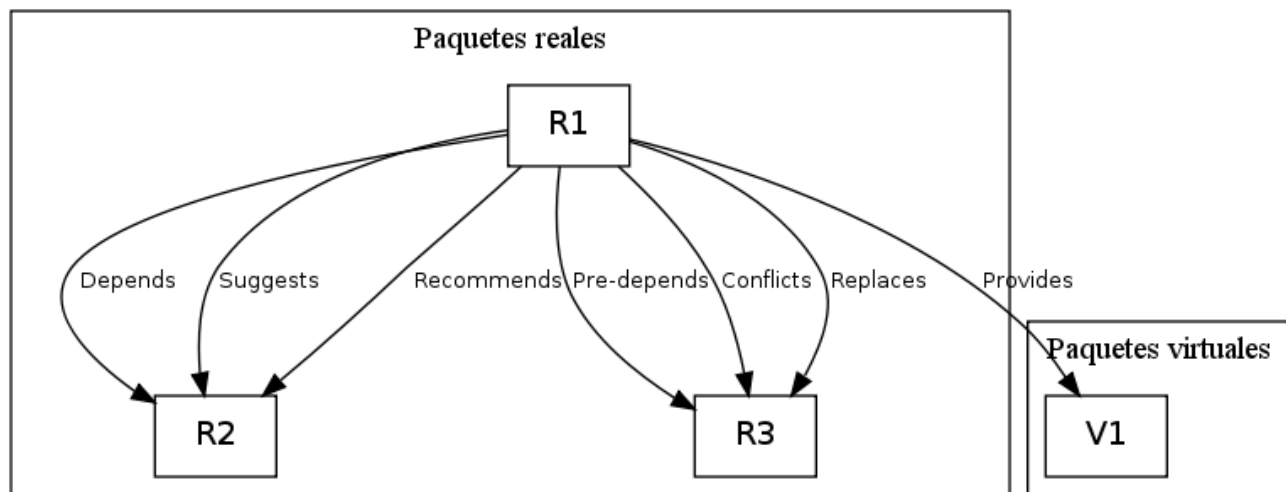 Paquetes reales
R1
Depends
Suggests
Recommends
Pre-depends
Conflicts
Replaces
Provides
Paquetes virtuales
R2
R3
V1